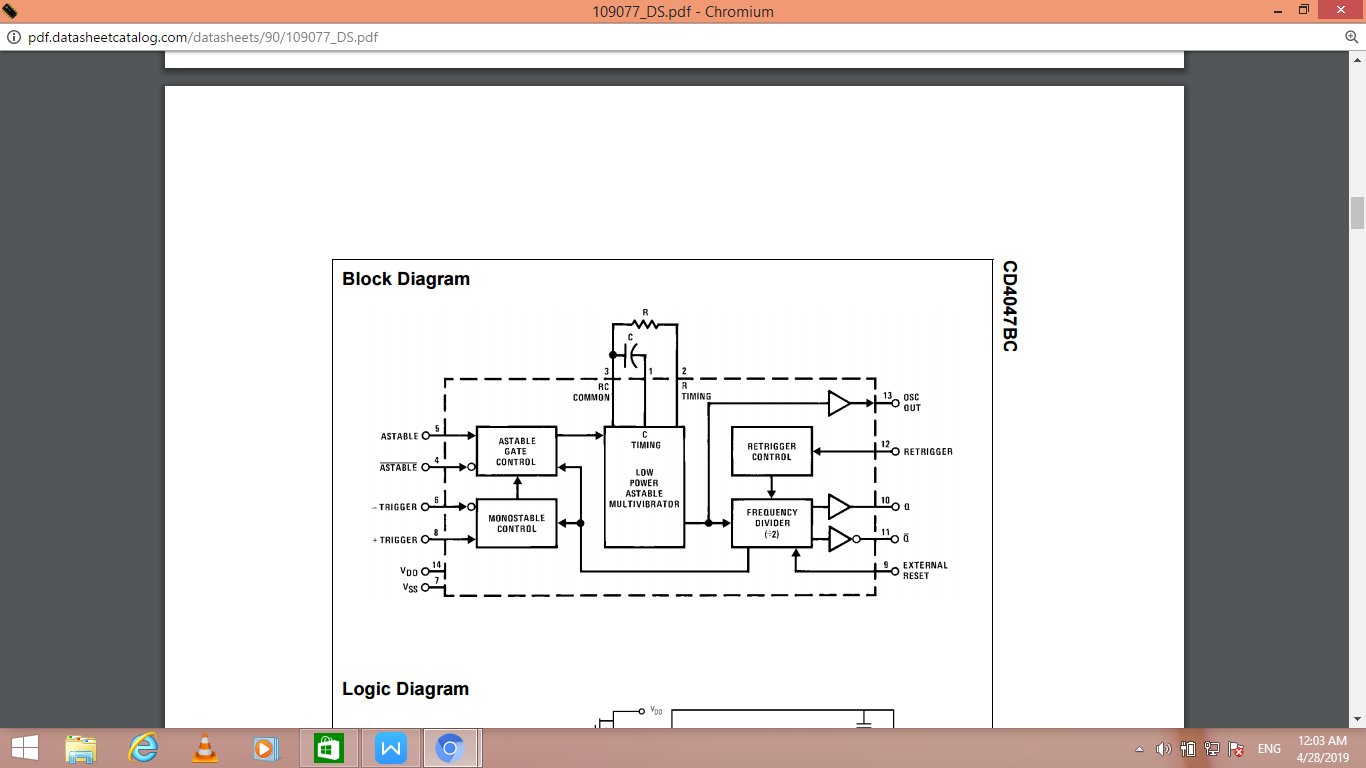 109077_DS.pdf - Chromium
pdf.datasheetcatalog.com/datasheets/90/109077_DS.pdf
CD4047BC
Block Diagram
R
C
3
1
2
RC
COMMON
R
TIMING
13
OSC
OUT
ASTABLE
5
ASTABLE
GATE
CONTROL
C
TIMING
LOW
POWER
ASTABLE
MULTIVIBRATOR
RETRIGGER
CONTROL
12
RETRIGGER
A̅S̅T̅A̅B̅L̅E̅
4
– TRIGGER
6
MONOSTABLE
CONTROL
FREQUENCY
DIVIDER
(÷2)
10
Q
+ TRIGGER
8
11
Q̅
VDD
14
VSS
7
9
EXTERNAL
RESET
Logic Diagram
VDD
ENG
12:03 AM
4/28/2019